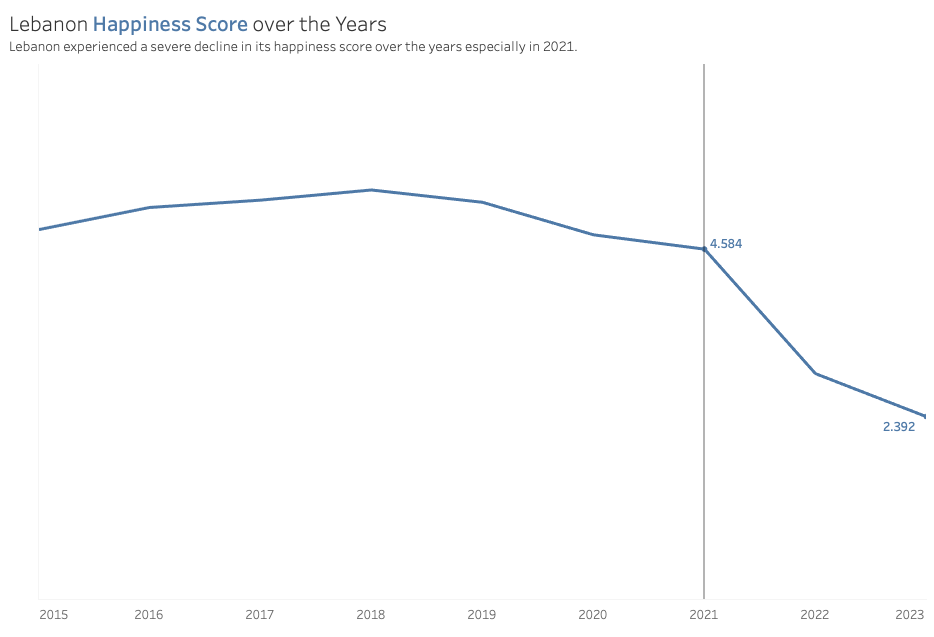 Lebanon Happiness Score over the Years
Lebanon experienced a severe decline in its happiness score over the years especially in 2021.
4.584
2.392
2015 2016 2017 2018 2019 2020 2021 2022 2023